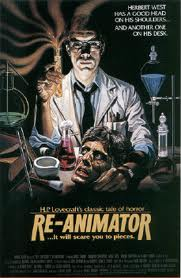 HERBERT WEST
HAS A GOOD HEAD
ON HIS SHOULDERS...
AND ANOTHER ONE
ON HIS DESK.
H.P. Lovecraft's classic tale of horror
RE-ANIMATOR
...It will scare you to pieces.